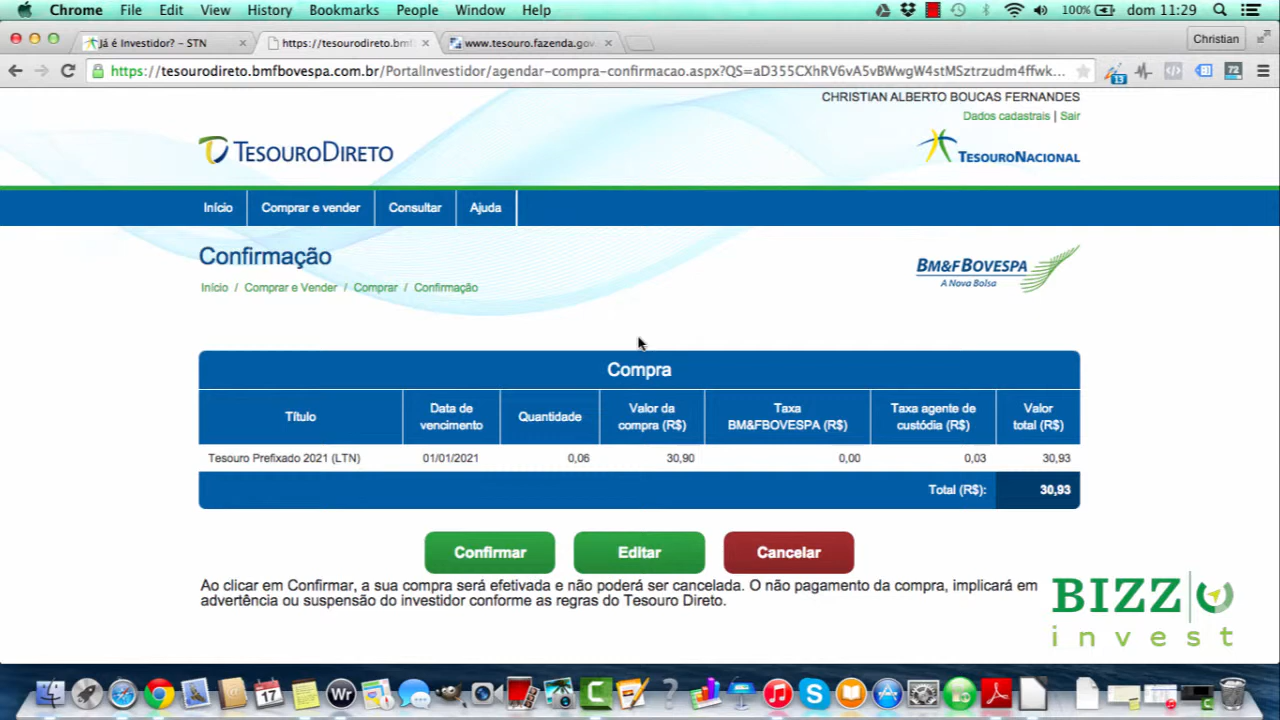 Chrome File Edit View History Bookmarks People Window Help 100% dom 11:29
Já é Investidor? – STN https://tesourodireto.bmf www.tesouro.fazenda.gov. Christian
https://tesourodireto.bmfbovespa.com.br/PortalInvestidor/agendar-compra-confirmacao.aspx?QS=aD355CXhRV6vA5vBWwgW4stMSztrzudm4ffwk... 13 72
CHRISTIAN ALBERTO BOUCAS FERNANDES
Dados cadastrais | Sair
TESOURODIRETO TESOURONACIONAL
Início Comprar e vender Consultar Ajuda
Confirmação
BM&FBOVESPA
A Nova Bolsa
Início / Comprar e Vender / Comprar / Confirmação
Compra
Título Data de vencimento Quantidade Valor da compra (R$) Taxa BM&FBOVESPA (R$) Taxa agente de custódia (R$) Valor total (R$)
Tesouro Prefixado 2021 (LTN) 01/01/2021 0,06 30,90 0,00 0,03 30,93
Total (R$): 30,93
Confirmar Editar Cancelar
Ao clicar em Confirmar, a sua compra será efetivada e não poderá ser cancelada. O não pagamento da compra, implicará em
advertência ou suspensão do investidor conforme as regras do Tesouro Direto.
BIZZ
invest
17 Wr